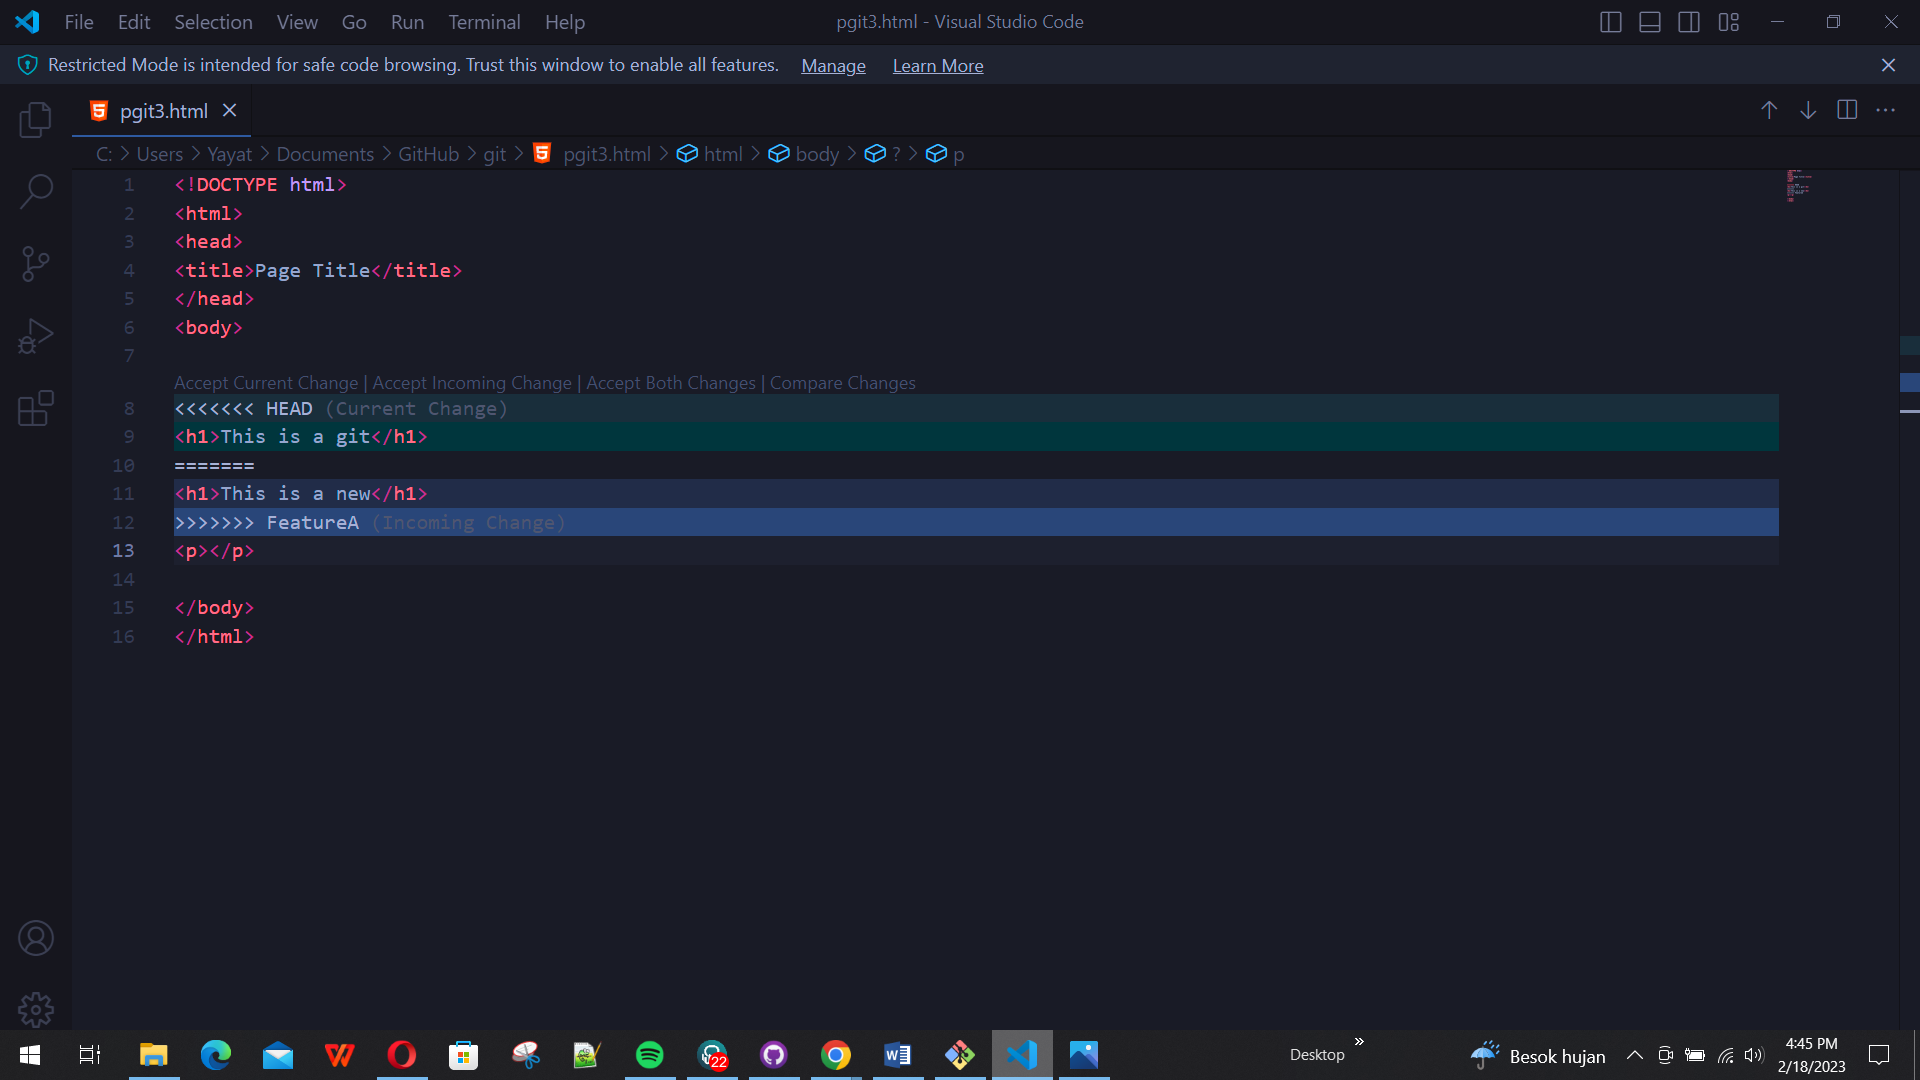 File Edit Selection View Go Run Terminal Help pgit3.html - Visual Studio Code
Restricted Mode is intended for safe code browsing. Trust this window to enable all features. Manage Learn More
pgit3.html
C: > Users > Yayat > Documents > GitHub > git > pgit3.html > html > body > ? > p
1 <!DOCTYPE html>
2 <html>
3 <head>
4 <title>Page Title</title>
5 </head>
6 <body>
7
Accept Current Change | Accept Incoming Change | Accept Both Changes | Compare Changes
8 <<<<<<< HEAD (Current Change)
9 <h1>This is a git</h1>
10 =======
11 <h1>This is a new</h1>
12 >>>>>>> FeatureA (Incoming Change)
13 <p></p>
14
15 </body>
16 </html>
22
Desktop
Besok hujan
4:45 PM
2/18/2023